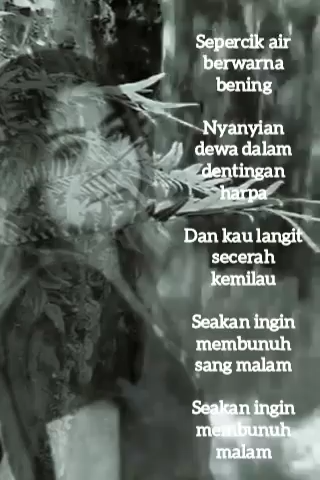 Sepercik air
berwarna
bening
Nyanyian
dewa dalam
dentingan
harpa
Dan kau langit
secerah
kemilau
Seakan ingin
membunuh
sang malam
Seakan ingin
membunuh
malam